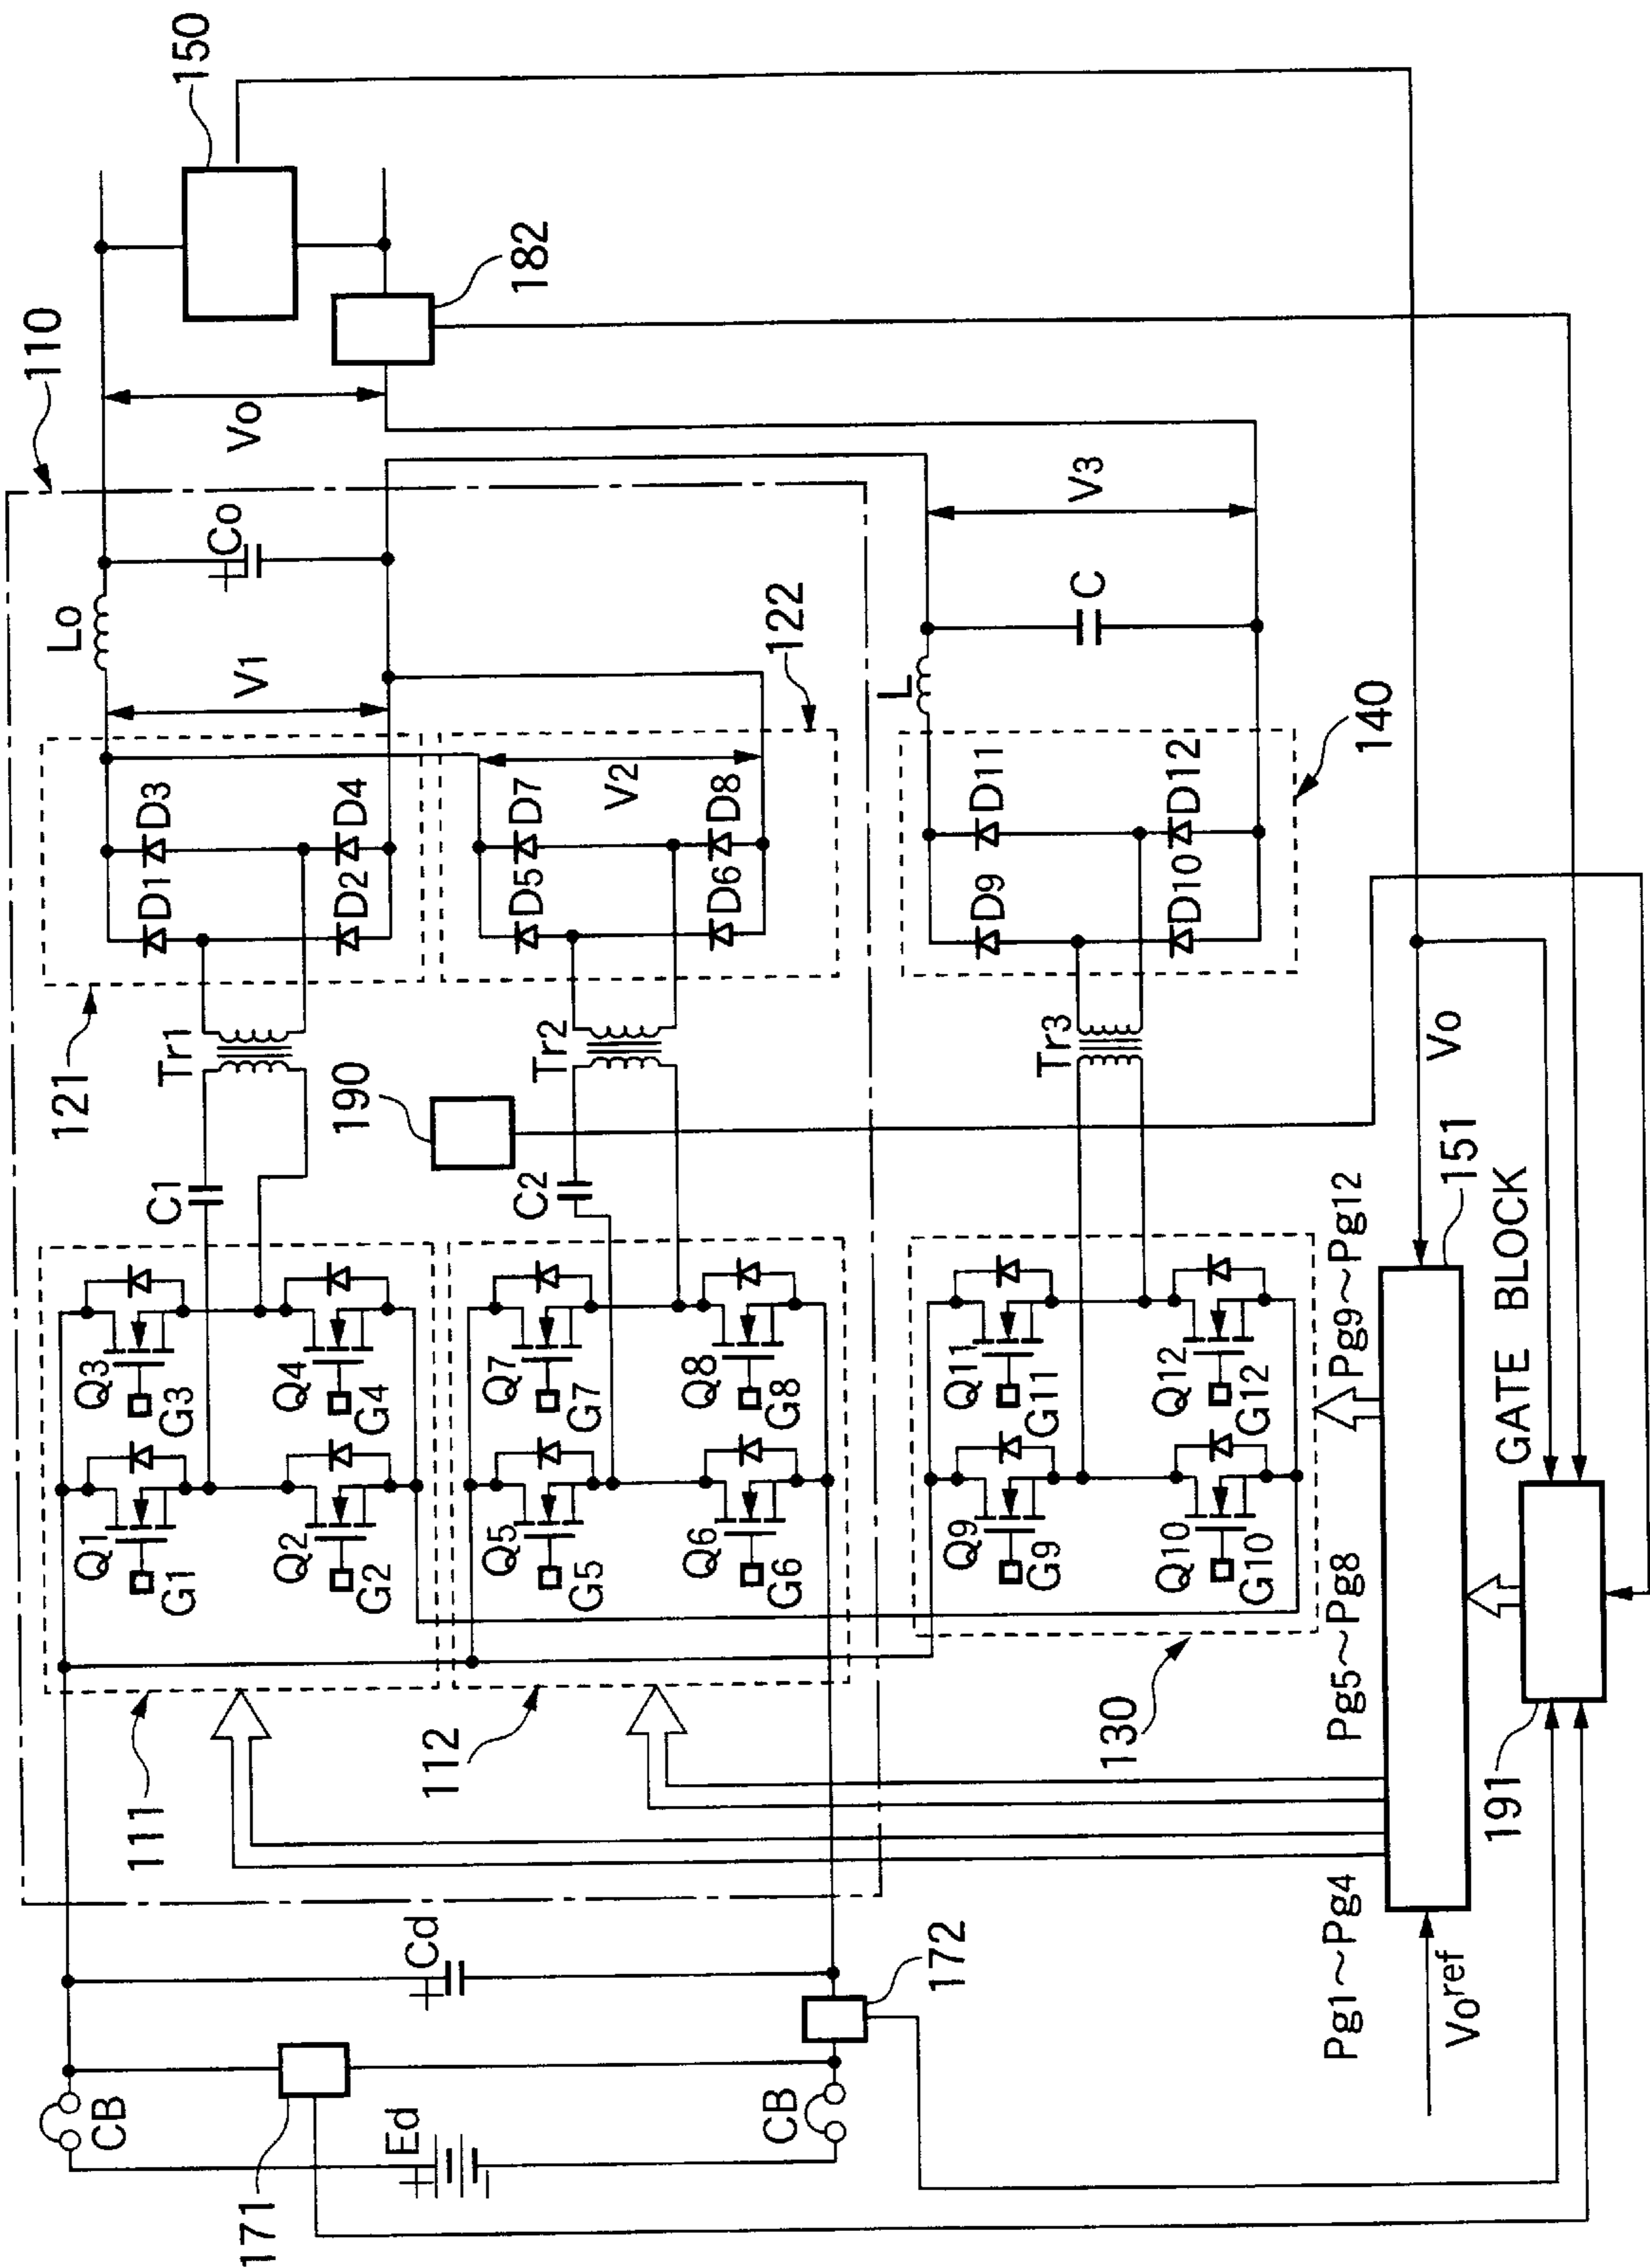 110
150
Lo
Co
Vo
182
V1
121
Tr1
D1
D3
D2
D4
122
V2
D5
D7
D6
D8
190
Tr2
C1
C2
111
Q1
Q3
G1
G3
Q2
Q4
G2
G4
112
Q5
Q7
G5
G7
Q6
Q8
G6
G8
CB
171
Ed
Cd
CB
172
130
Q9
Q11
G9
G11
Q10
Q12
G10
G12
Tr3
D9
D11
D10
D12
140
L
C
V3
Pg1~Pg4
Pg5~Pg8
Pg9~Pg12
151
Vo
Vo ref
191
GATE BLOCK